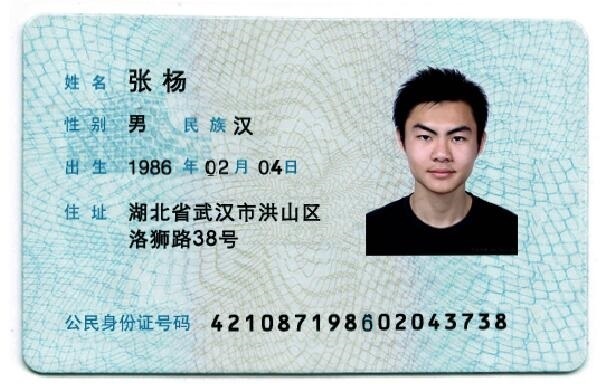 姓名 张杨
性别 男 民族 汉
出生 1986 年 02 月 04 日
住址 湖北省武汉市洪山区
洛狮路38号
公民身份证号码 421087198602043738